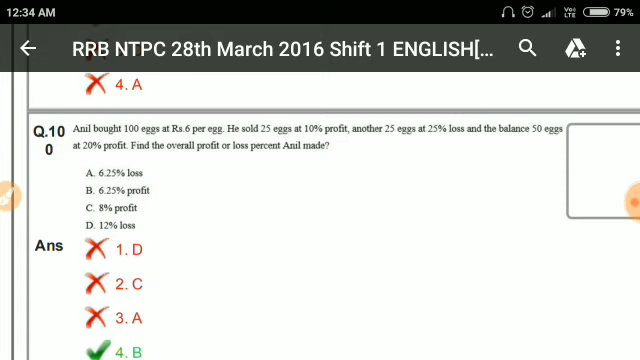 12:34 AM
Vo) LTE 79%
RRB NTPC 28th March 2016 Shift 1 ENGLISH[...
4. A
Q.10 Anil bought 100 eggs at Rs.6 per egg. He sold 25 eggs at 10% profit, another 25 eggs at 25% loss and the balance 50 eggs
0 at 20% profit. Find the overall profit or loss percent Anil made?
A. 6.25% loss
B. 6.25% profit
C. 8% profit
D. 12% loss
Ans 1. D
2. C
3. A
4. B